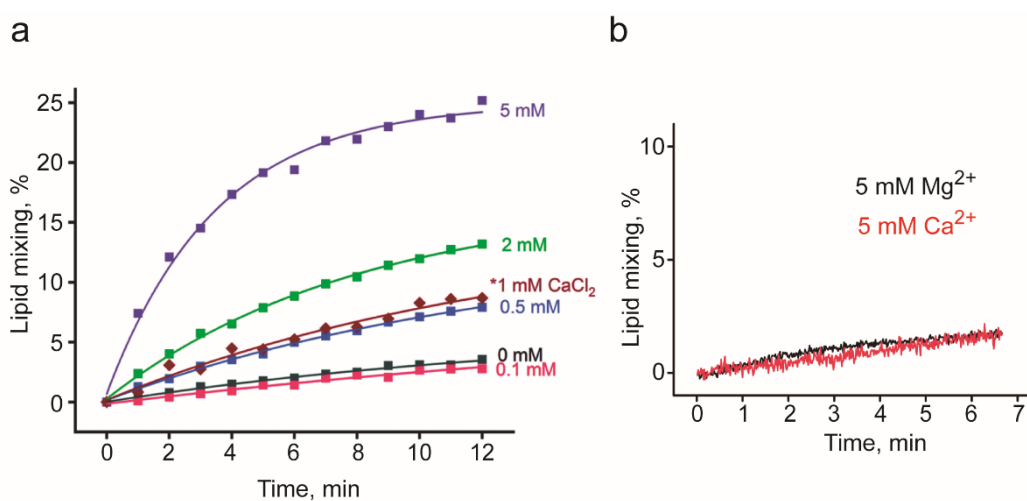 a
b
Lipid mixing, %
25
20
15
10
5
0
5 mM
2 mM
*1 mM CaCl₂
0.5 mM
0 mM
0.1 mM
0 2 4 6 8 10 12
Time, min
Lipid mixing, %
10
5
0
5 mM Mg²⁺
5 mM Ca²⁺
0 1 2 3 4 5 6 7
Time, min